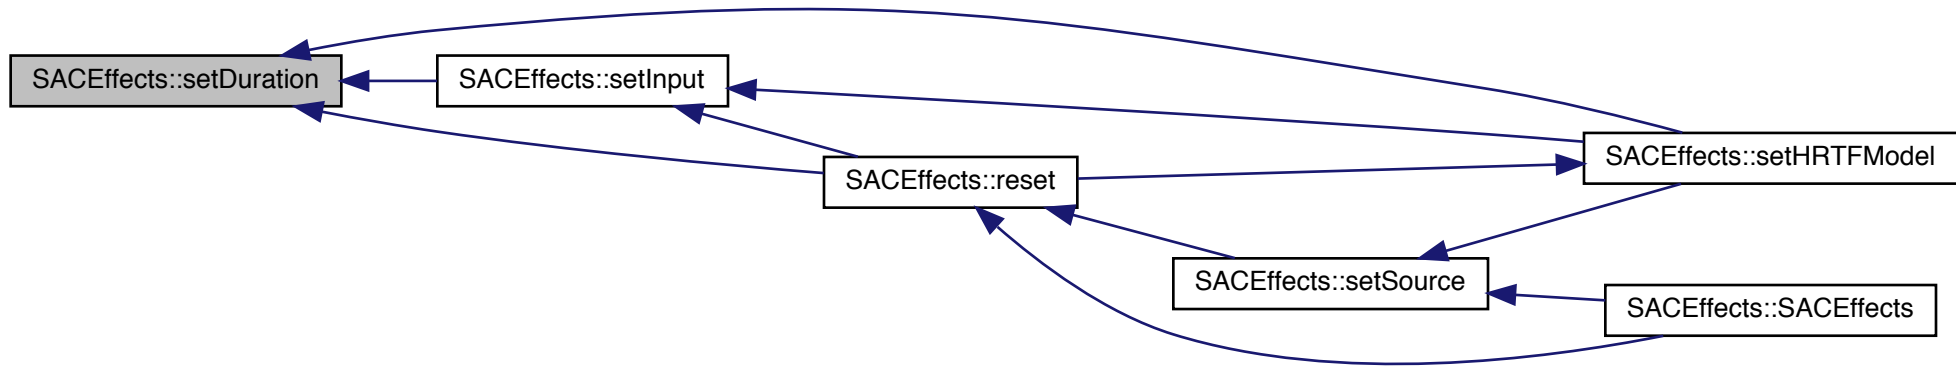 SACEffects::setDuration
SACEffects::setInput
SACEffects::setHRTFModel
SACEffects::reset
SACEffects::setSource
SACEffects::SACEffects